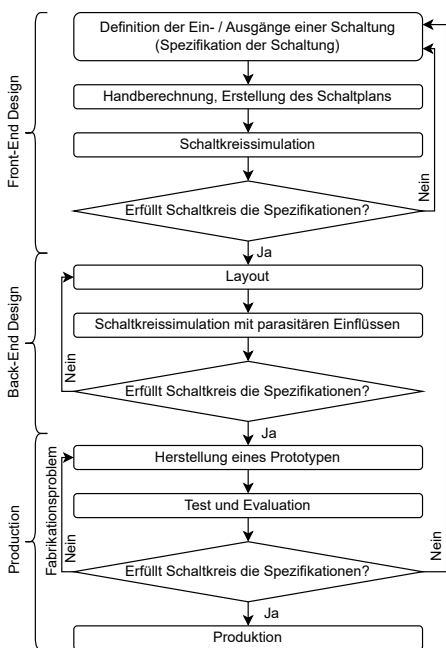 Definition der Ein- / Ausgänge einer Schaltung
(Spezifikation der Schaltung)
Handberechnung, Erstellung des Schaltplans
Schaltkreissimulation
Erfüllt Schaltkreis die Spezifikationen?
Nein
Ja
Front-End Design
Layout
Schaltkreissimulation mit parasitären Einflüssen
Erfüllt Schaltkreis die Spezifikationen?
Nein
Ja
Back-End Design
Herstellung eines Prototypen
Test und Evaluation
Erfüllt Schaltkreis die Spezifikationen?
Fabrikationsproblem
Nein
Nein
Ja
Produktion
Production